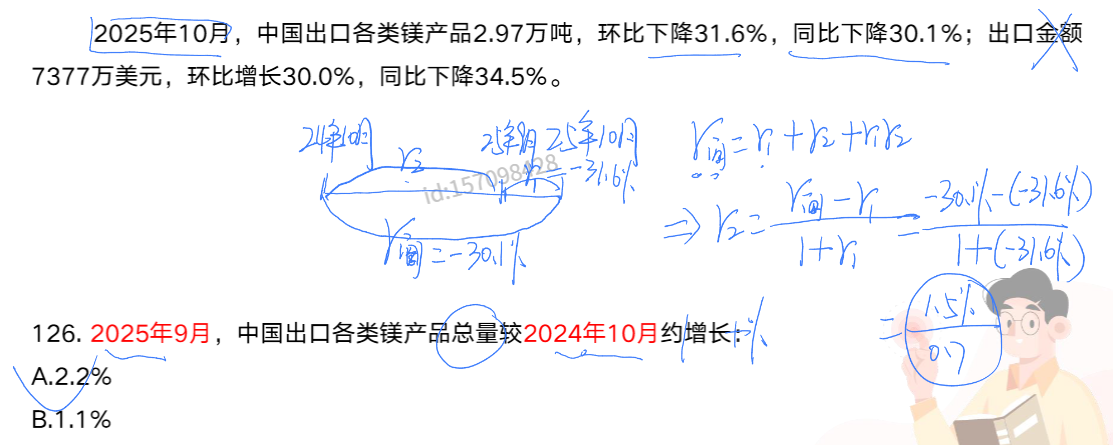 2025年10月，中国出口各类镁产品2.97万吨，环比下降31.6%，同比下降30.1%；出口金额
7377万美元，环比增长30.0%，同比下降34.5%。
24年10月 r2 25年9月 25年10月
r1 = -31.6%
r间 = -30.1%
id:157098428
r间 = r1 + r2 + r1r2
⇒ r2 = (r间 - r1)/(1 + r1) = (-30.1% - (-31.6%))/(1 + (-31.6%))
= 1.5%/0.7
126. 2025年9月，中国出口各类镁产品总量较2024年10月约增长：
A.2.2%
B.1.1%